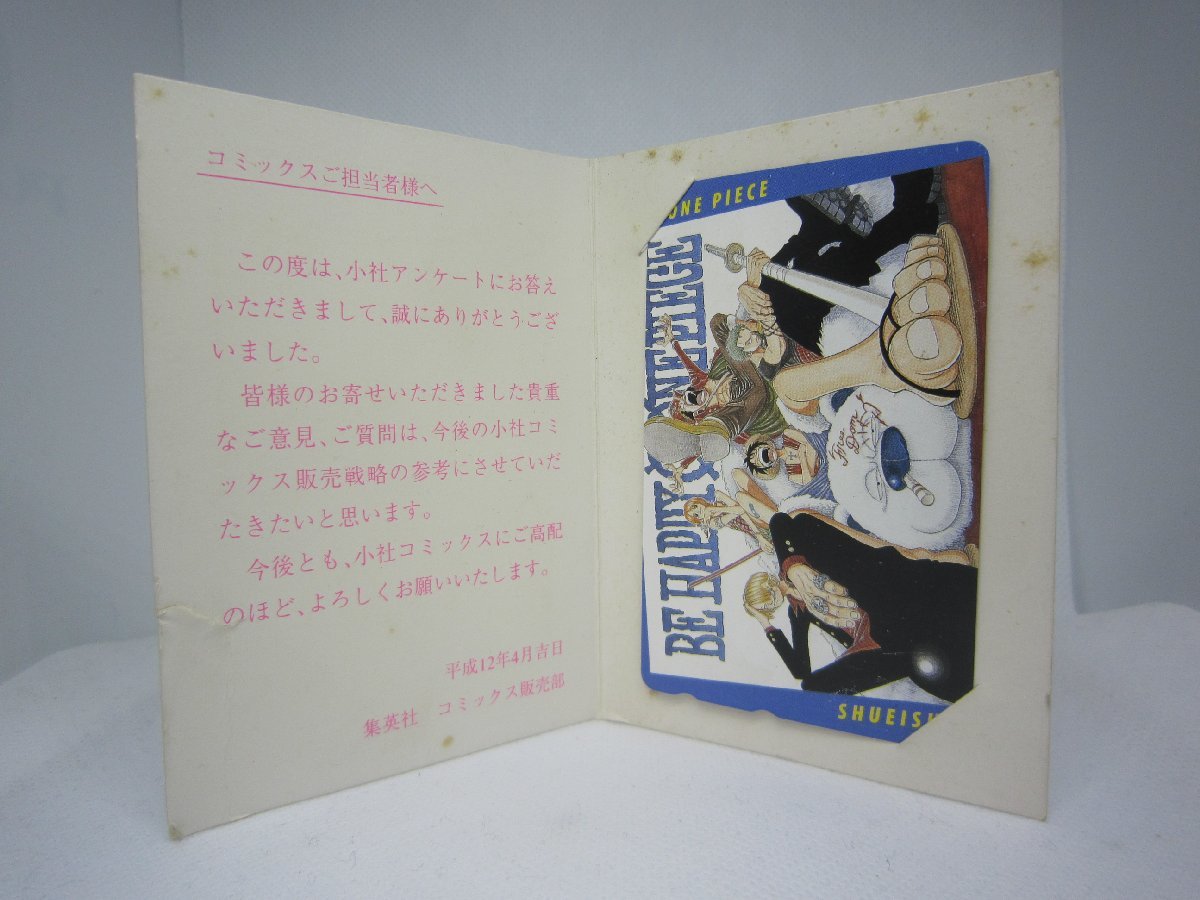 コミックスご担当者様へ
この度は、小社アンケートにお答え
いただきまして、誠にありがとうござ
いました。
皆様のお寄せいただきました貴重
なご意見、ご質問は、今後の小社コミ
ックス販売戦略の参考にさせていだ
たきたいと思います。
今後とも、小社コミックスにご高配
のほど、よろしくお願いいたします。
平成12年4月吉日
集英社 コミックス販売部
ONE PIECE
BE HAPPY
SHUEISH